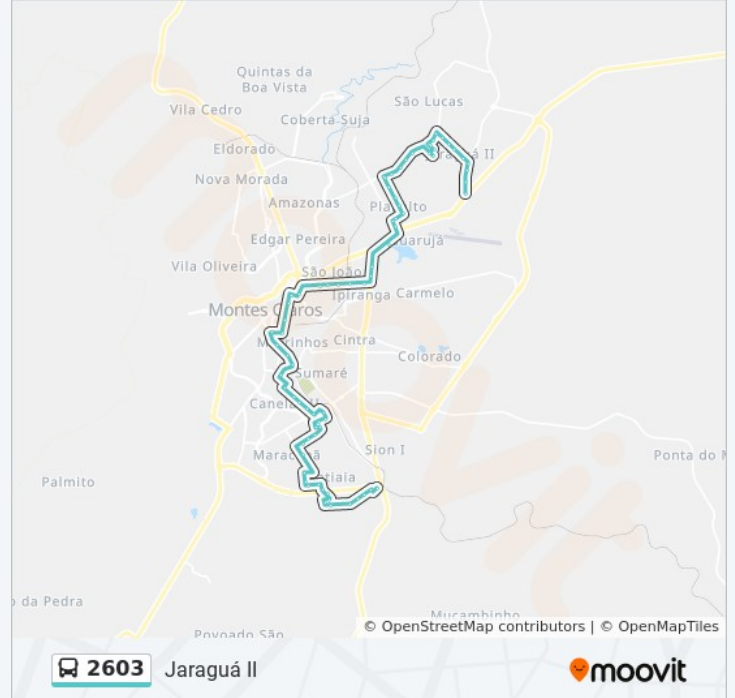 Quintas da
Boa Vista
São Lucas
Vila Cedro
Coberta Suja
Eldorado
Nova Morada
Amazonas
Edgar Pereira
Vila Oliveira
São João
Ipiranga
Carmelo
Montes Claros
Cintra
Colorado
Sumaré
Sion I
Palmito
Ponta do M
o da Pedra
Mucambinho
Povoado São
© OpenStreetMap contributors | © OpenMapTiles
2603
Jaraguá II
moovit